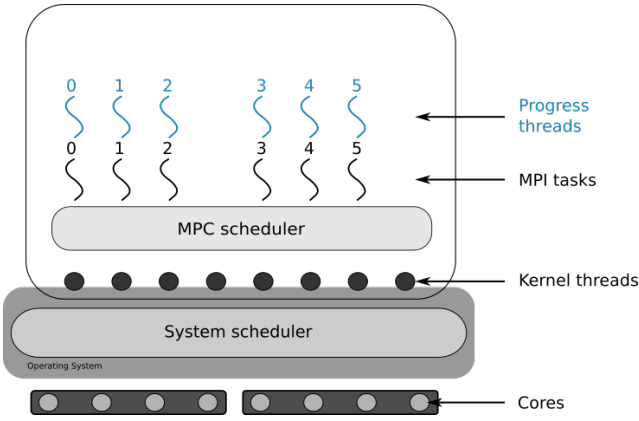 0 1 2 3 4 5
Progress
threads
0 1 2 3 4 5
MPI tasks
MPC scheduler
Kernel threads
System scheduler
Operating System
Cores